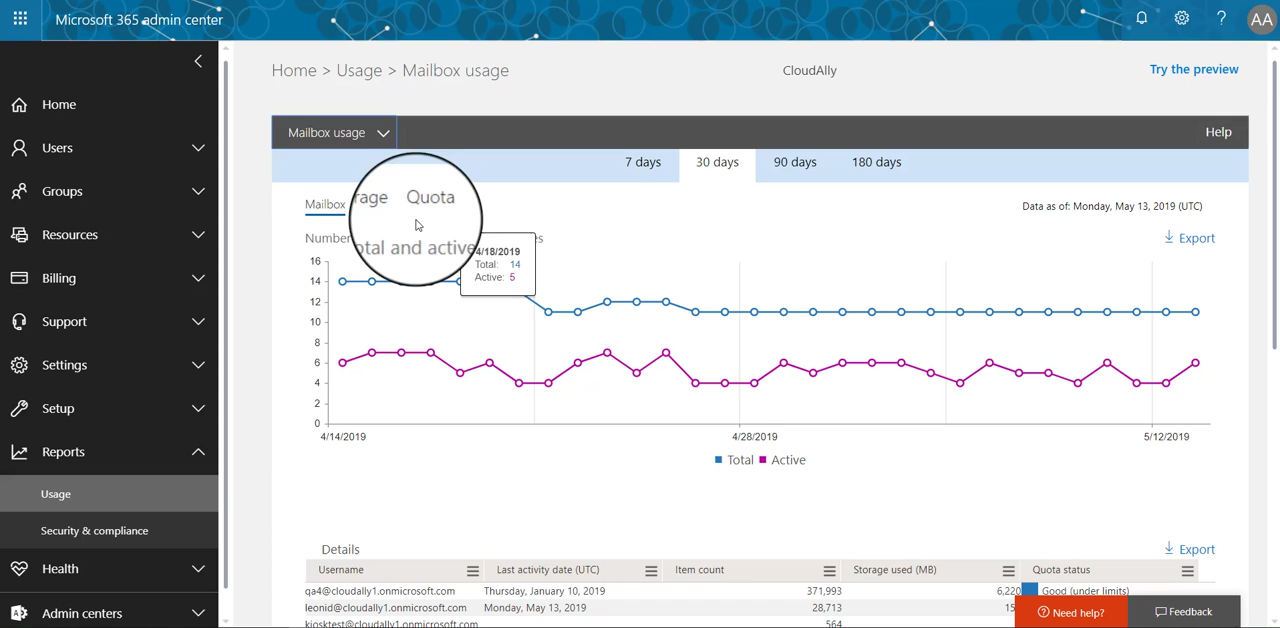 Microsoft 365 admin center
AA
Home
Users
Groups
Resources
Billing
Support
Settings
Setup
Reports
Usage
Security & compliance
Health
Admin centers
Home > Usage > Mailbox usage
CloudAlly
Try the preview
Mailbox usage
Help
7 days
30 days
90 days
180 days
Mailbox
rage Quota
Data as of: Monday, May 13, 2019 (UTC)
Number
otal and active
es
Export
4/18/2019
Total: 14
Active: 5
16
14
12
10
8
6
4
2
0
4/14/2019
4/28/2019
5/12/2019
Total Active
Details
Export
Username Last activity date (UTC) Item count Storage used (MB) Quota status
qa4@cloudally1.onmicrosoft.com Thursday, January 10, 2019 371,993 6,220 Good (under limits)
leonid@cloudally1.onmicrosoft.com Monday, May 13, 2019 28,713 15
kiosktest@cloudally1.onmicrosoft.com 564
Need help?
Feedback